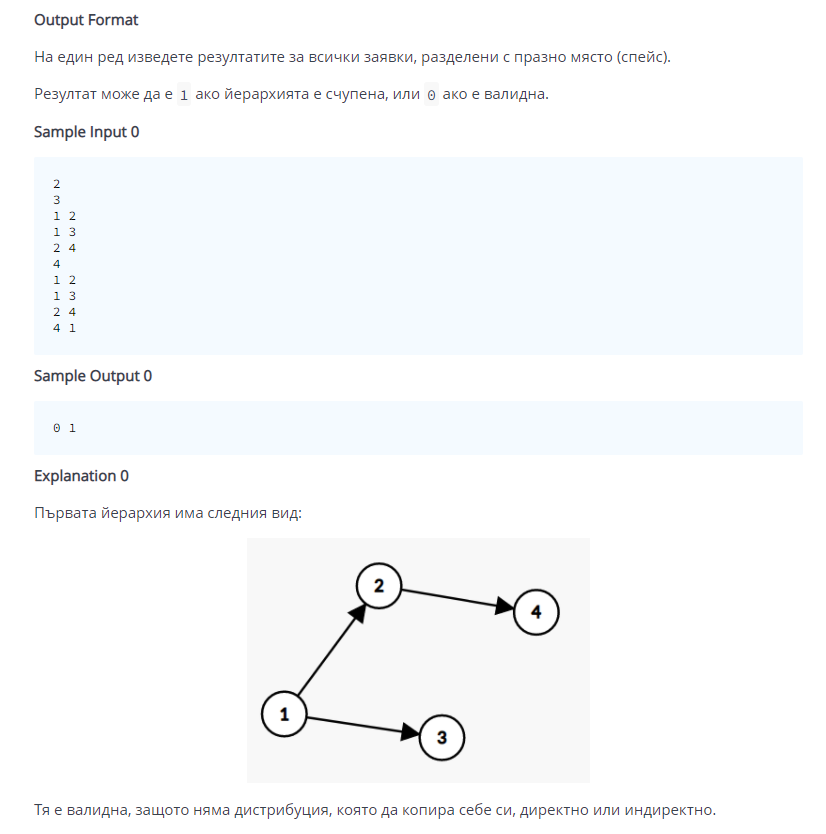 Output Format
На един ред изведете резултатите за всички заявки, разделени с празно място (спейс).
Резултат може да е 1 ако йерархията е счупена, или 0 ако е валидна.
Sample Input 0
2
3
1 2
1 3
2 4
4
1 2
1 3
2 4
4 1
Sample Output 0
0 1
Explanation 0
Първата йерархия има следния вид:
2
4
1
3
Тя е валидна, защото няма дистрибуция, която да копира себе си, директно или индиректно.